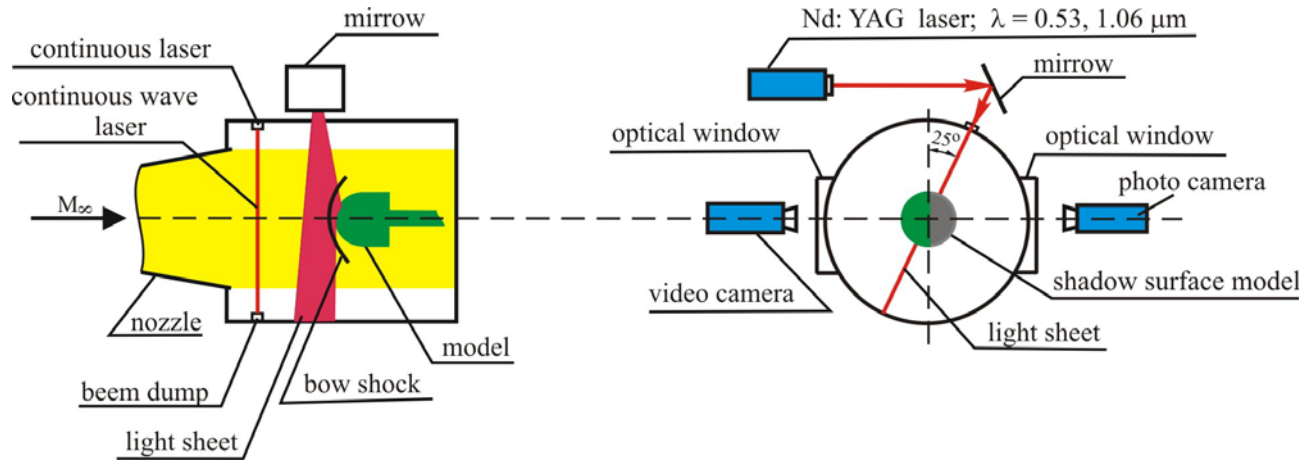 mirrow
continuous laser
continuous wave
laser
M∞
nozzle
beem dump
light sheet
bow shock
model
Nd: YAG laser; λ = 0.53, 1.06 μm
mirrow
optical window
25°
optical window
photo camera
video camera
shadow surface model
light sheet